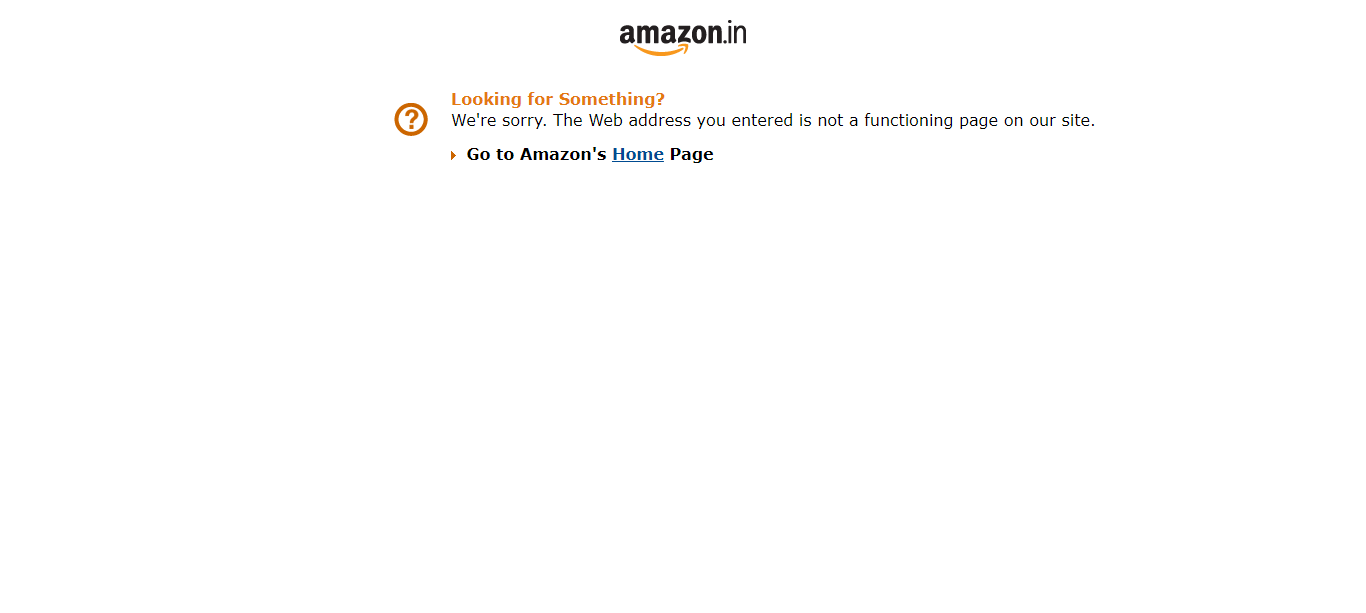 amazon.in
Looking for Something?
We're sorry. The Web address you entered is not a functioning page on our site.
Go to Amazon's Home Page